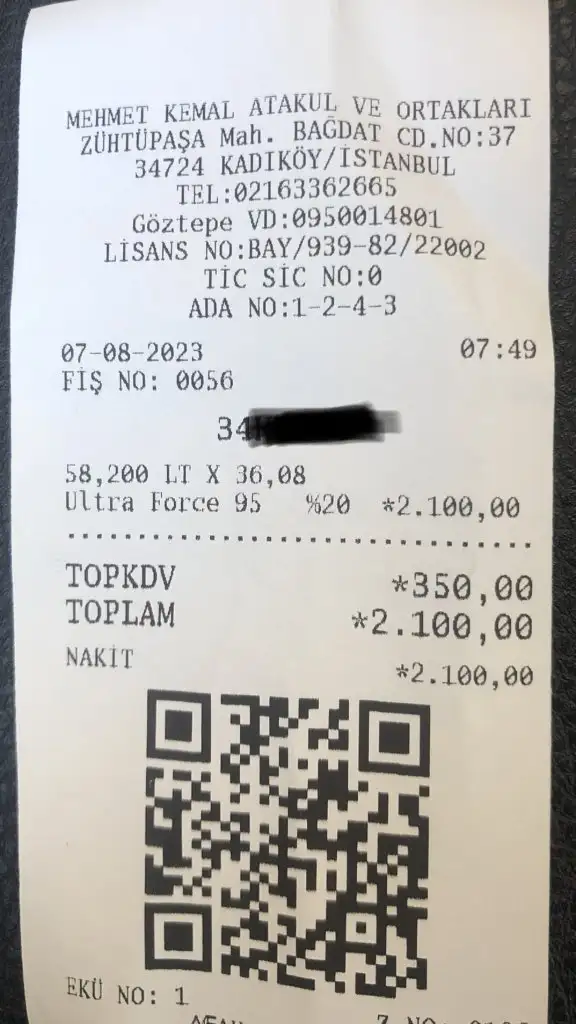 MEHMET KEMAL ATAKUL VE ORTAKLARI
ZÜHTÜPAŞA Mah. BAĞDAT CD.NO:37
34724 KADIKÖY/İSTANBUL
TEL:02163362665
Göztepe VD:0950014801
LİSANS NO:BAY/939-82/22002
TİC SİC NO:0
ADA NO:1-2-4-3
07-08-2023 07:49
FİŞ NO: 0056
34
58,200 LT X 36,08
Ultra Force 95 %20 *2.100,00
TOPKDV *350,00
TOPLAM *2.100,00
NAKİT *2.100,00
EKÜ NO: 1